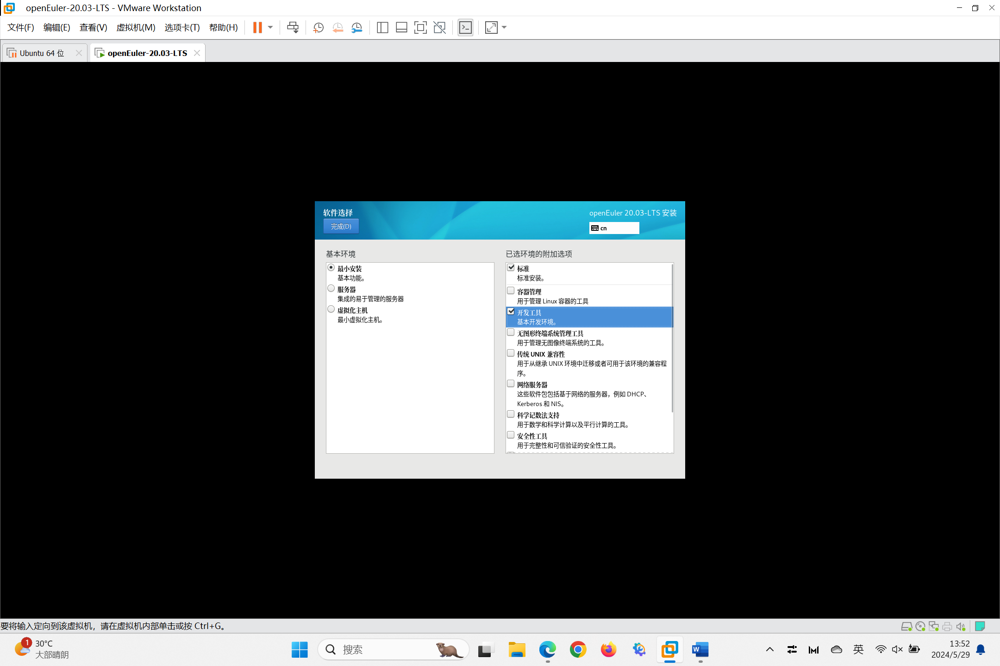 openEuler-20.03-LTS - VMware Workstation
文件(F) 编辑(E) 查看(V) 虚拟机(M) 选项卡(T) 帮助(H)
Ubuntu 64 位
openEuler-20.03-LTS
软件选择
完成(D)
openEuler 20.03-LTS 安装
cn
基本环境
最小安装
基本功能。
服务器
集成的易于管理的服务器
虚拟化主机
最小虚拟化主机。
已选环境的附加选项
标准
标准安装。
容器管理
用于管理 Linux 容器的工具
开发工具
基本开发环境。
无图形终端系统管理工具
用于管理无图像终端系统的工具。
传统 UNIX 兼容性
用于从继承 UNIX 环境中迁移或者可用于该环境的兼容程
序。
网络服务器
这些软件包包括基于网络的服务器，例如 DHCP、
Kerberos 和 NIS。
科学记数法支持
用于数学和科学计算以及平行计算的工具。
安全性工具
用于完整性和可信验证的安全性工具。
要将输入定向到该虚拟机，请在虚拟机内部单击或按 Ctrl+G。
1
30°C
大部晴朗
搜索
英
13:52
2024/5/29